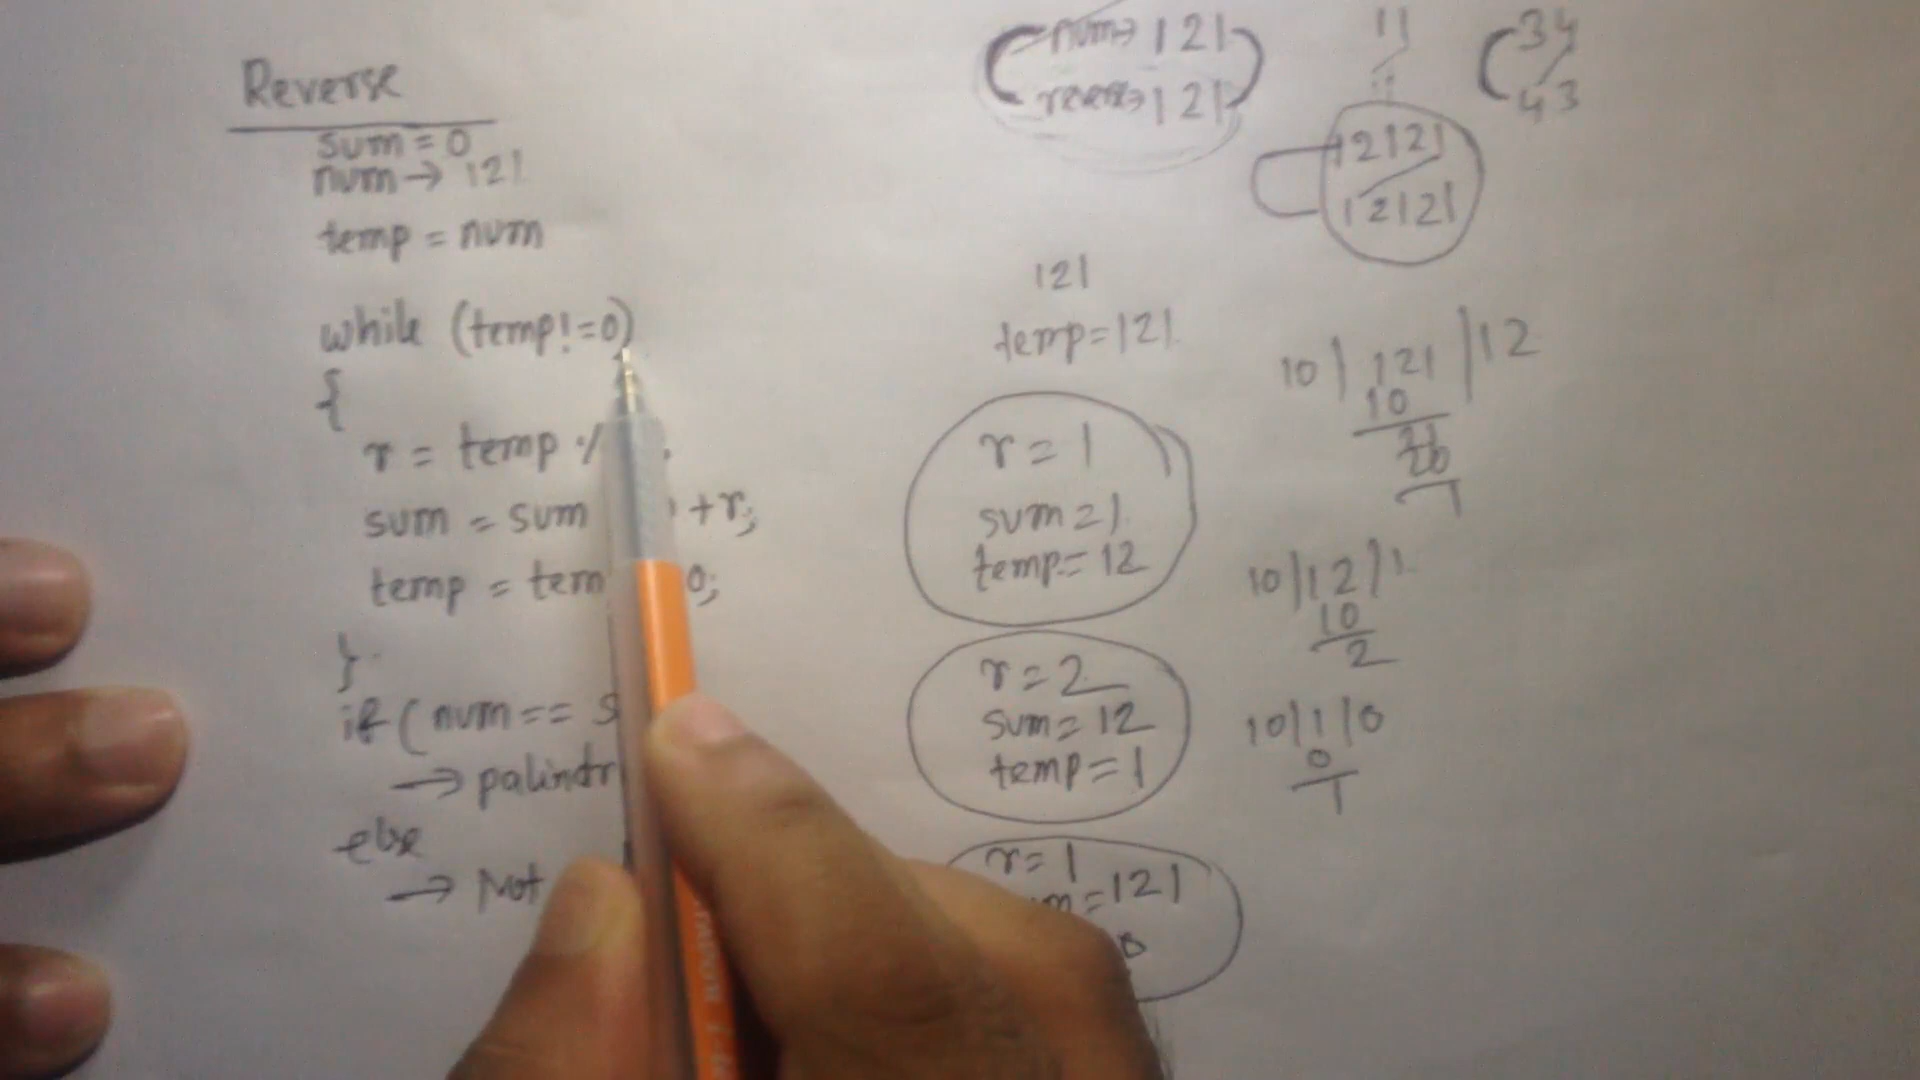 Reverse
sum = 0
num → 121
temp = num
while (temp!=0)
{
r = temp %
sum = sum +r;
temp = tem 0;
}
if ( num == s
→ palindr
else
→ Not
num→ 121
reverse→ 121
11
11
34
43
12121
12121
121
temp=121
r = 1
sum = 1
temp = 12
r = 2
sum = 12
temp = 1
r = 1
m = 121
0
10 | 121 | 12
10
21
20
1
10 | 12 | 1
10
2
10 | 1 | 0
0
1